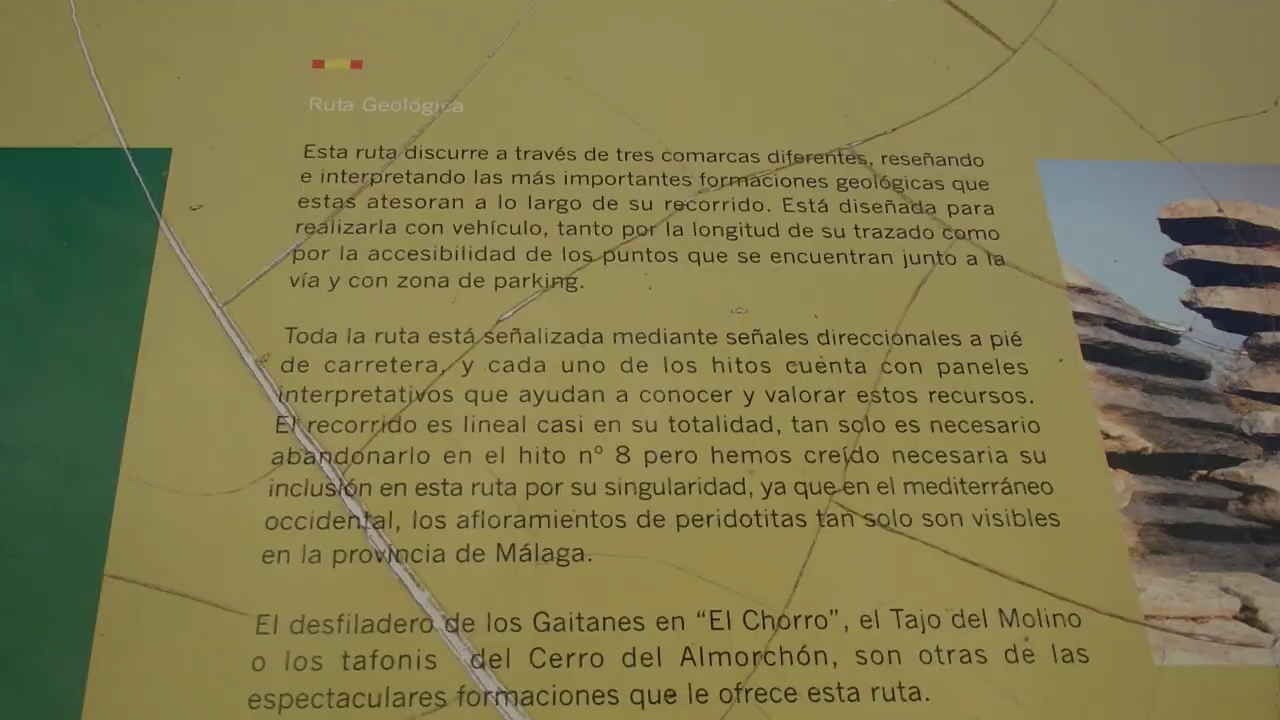 Ruta Geológica
Esta ruta discurre a través de tres comarcas diferentes, reseñando
e interpretando las más importantes formaciones geológicas que
estas atesoran a lo largo de su recorrido. Está diseñada para
realizarla con vehículo, tanto por la longitud de su trazado como
por la accesibilidad de los puntos que se encuentran junto a la
vía y con zona de parking.
Toda la ruta está señalizada mediante señales direccionales a pié
de carretera, y cada uno de los hitos cuenta con paneles
interpretativos que ayudan a conocer y valorar estos recursos.
El recorrido es lineal casi en su totalidad, tan solo es necesario
abandonarlo en el hito nº 8 pero hemos creído necesaria su
inclusión en esta ruta por su singularidad, ya que en el mediterráneo
occidental, los afloramientos de peridotitas tan solo son visibles
en la provincia de Málaga.
El desfiladero de los Gaitanes en “El Chorro”, el Tajo del Molino
o los tafonis del Cerro del Almorchón, son otras de las
espectaculares formaciones que le ofrece esta ruta.